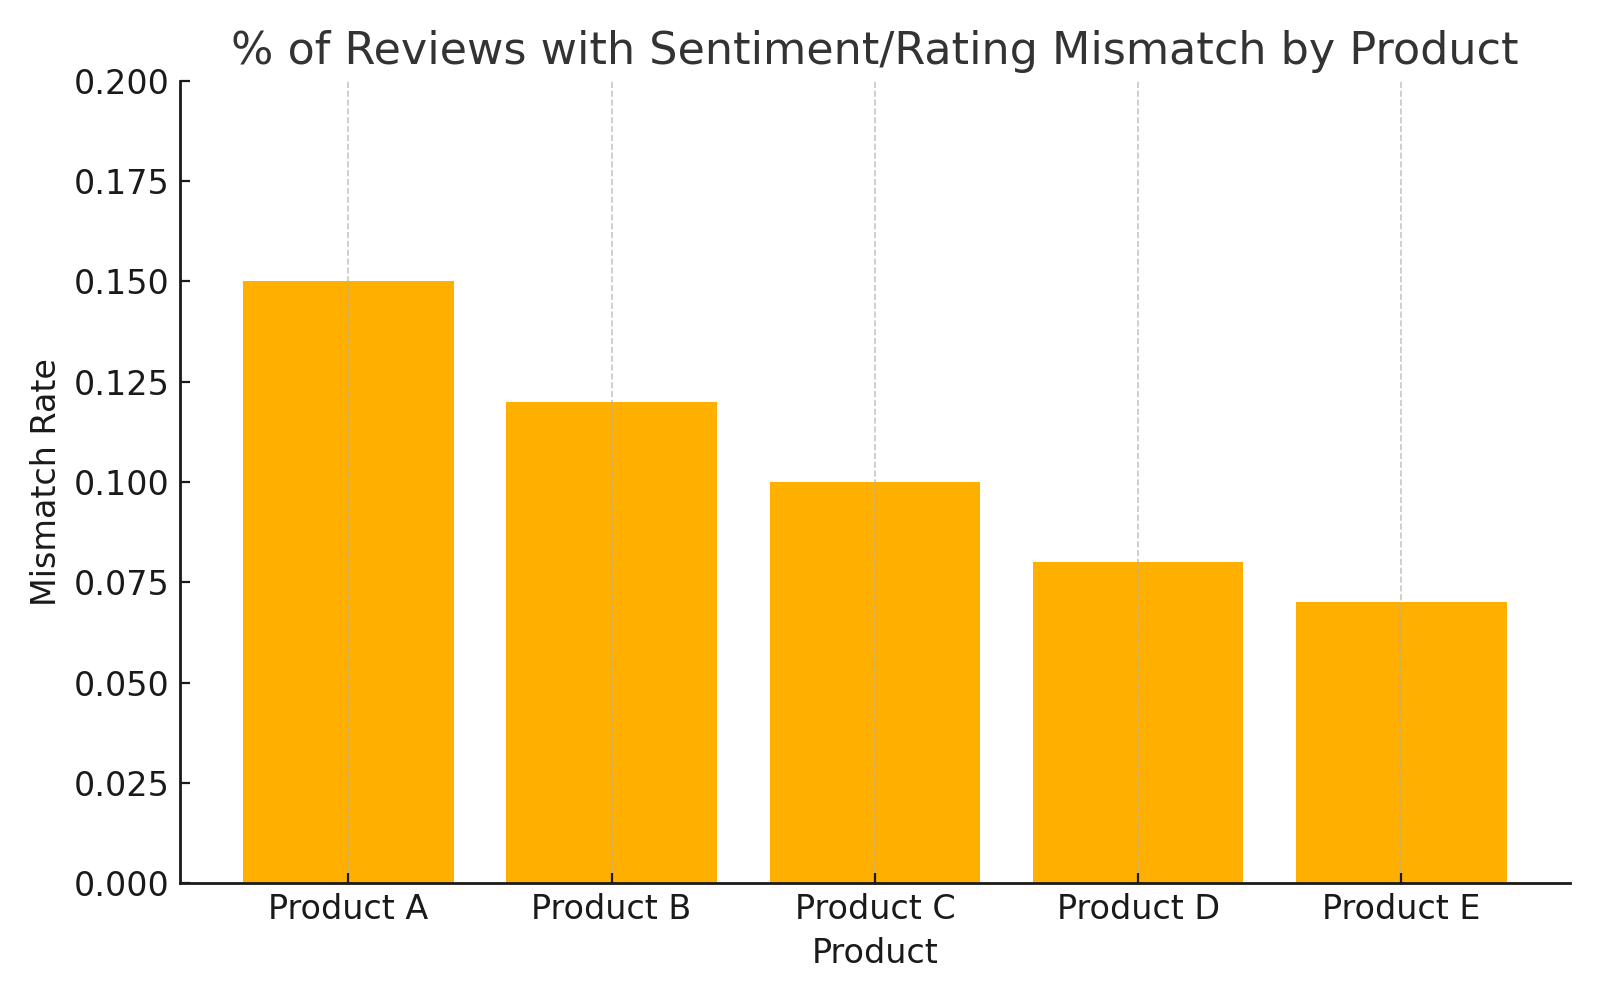 % of Reviews with Sentiment/Rating Mismatch by Product
0.200
0.175
0.150
0.125
0.100
0.075
0.050
0.025
0.000
Mismatch Rate
Product A
Product B
Product C
Product D
Product E
Product